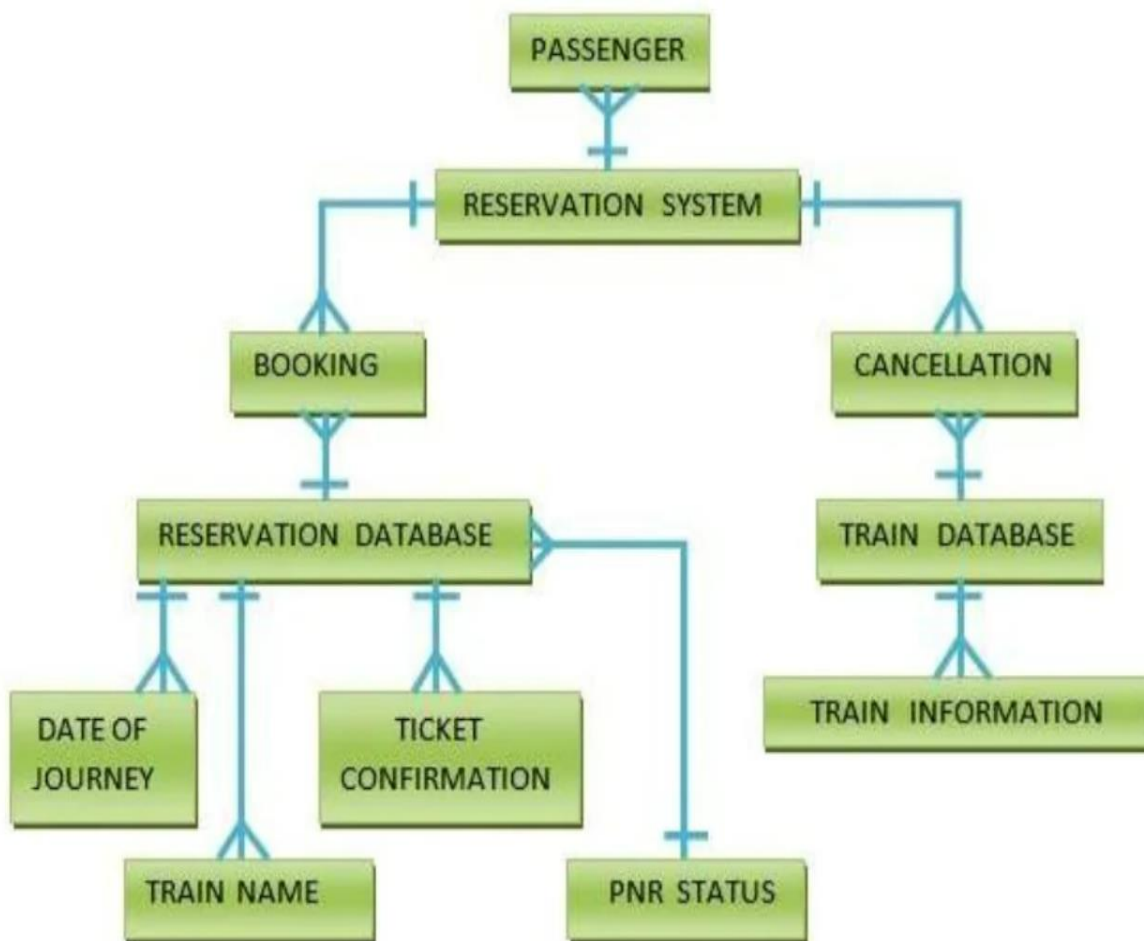 PASSENGER
RESERVATION SYSTEM
BOOKING
CANCELLATION
RESERVATION DATABASE
TRAIN DATABASE
DATE OF
JOURNEY
TICKET
CONFIRMATION
TRAIN INFORMATION
TRAIN NAME
PNR STATUS